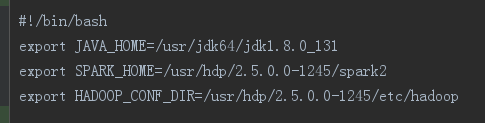 #!/bin/bash
export JAVA_HOME=/usr/jdk64/jdk1.8.0_131
export SPARK_HOME=/usr/hdp/2.5.0.0-1245/spark2
export HADOOP_CONF_DIR=/usr/hdp/2.5.0.0-1245/etc/hadoop